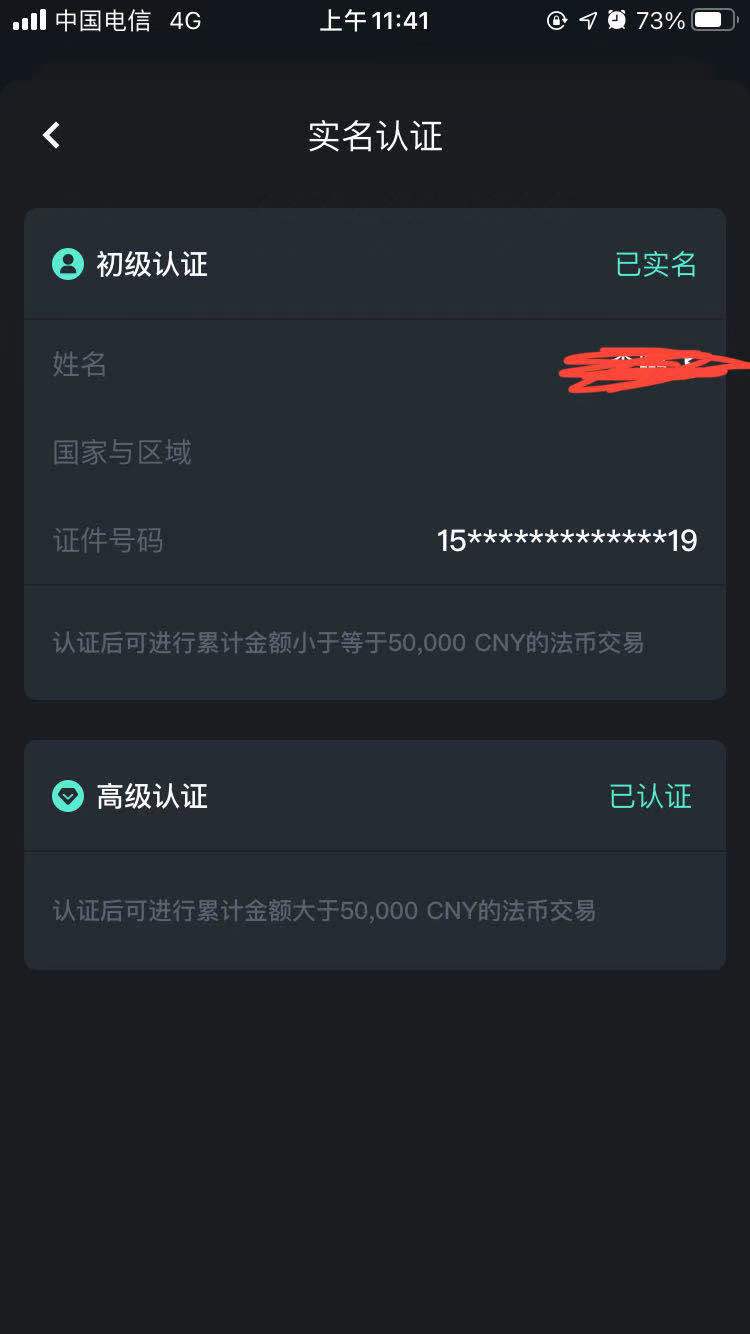 中国电信 4G 上午11:41 73%
实名认证
初级认证 已实名
姓名
国家与区域
证件号码 15*************19
认证后可进行累计金额小于等于50,000 CNY的法币交易
高级认证 已认证
认证后可进行累计金额大于50,000 CNY的法币交易